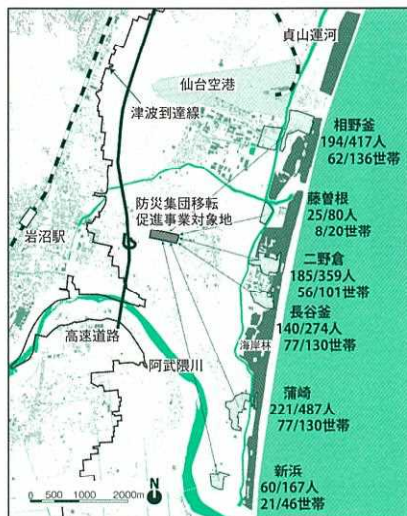 貞山運河
仙台空港
津波到達線
相野釜
194/417人
62/136世帯
防災集団移転
促進事業対象地
藤曽根
25/80人
8/20世帯
岩沼駅
二野倉
185/359人
56/101世帯
長谷釜
140/274人
77/130世帯
高速道路
海岸林
阿武隈川
蒲崎
221/487人
77/130世帯
新浜
60/167人
21/46世帯
0 500 1000 2000m
N